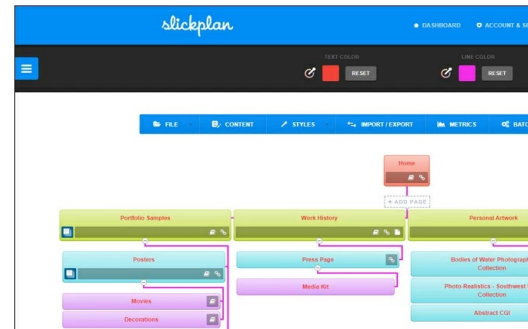 slickplan
DASHBOARD
ACCOUNT & SE
TEXT COLOR
LINE COLOR
RESET
RESET
FILE
CONTENT
STYLES
IMPORT / EXPORT
METRICS
BATC
Home
+ ADD PAGE
Portfolio Samples
Work History
Personal Artwork
Posters
Press Page
Bodies of Water Photograph
Collection
Movies
Media Kit
Photo-Realistics - Southwest
Collection
Decorations
Abstract CGI